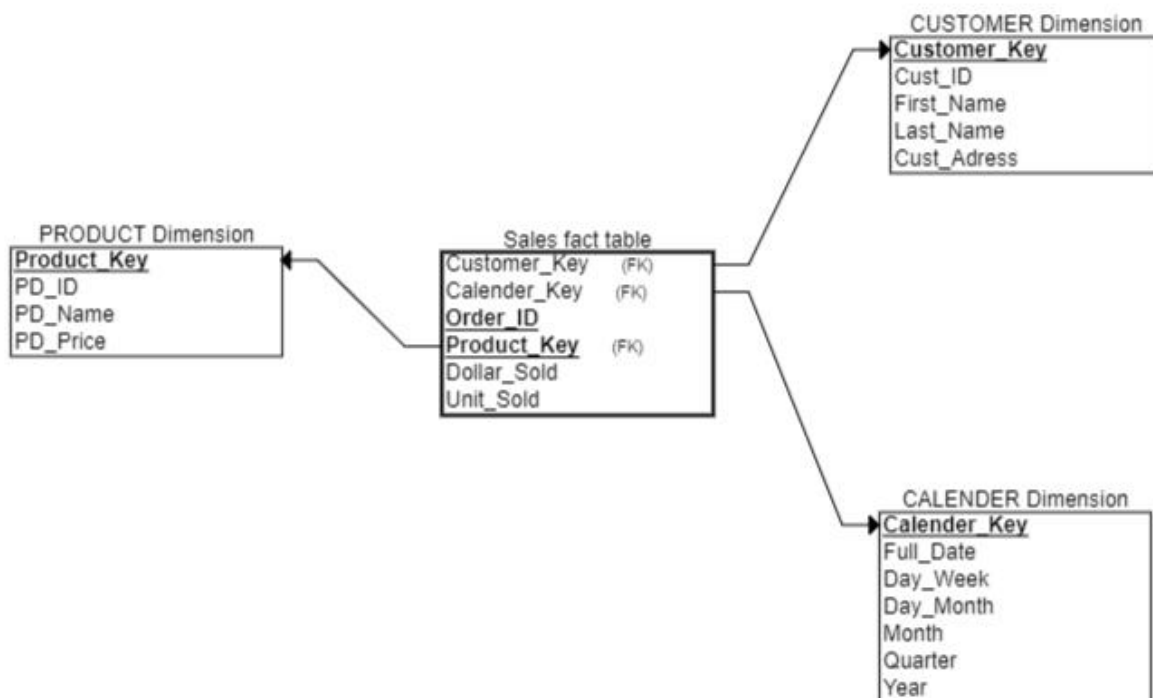 CUSTOMER Dimension
Customer_Key
Cust_ID
First_Name
Last_Name
Cust_Adress
PRODUCT Dimension
Product_Key
PD_ID
PD_Name
PD_Price
Sales fact table
Customer_Key (FK)
Calender_Key (FK)
Order_ID
Product_Key (FK)
Dollar_Sold
Unit_Sold
CALENDER Dimension
Calender_Key
Full_Date
Day_Week
Day_Month
Month
Quarter
Year